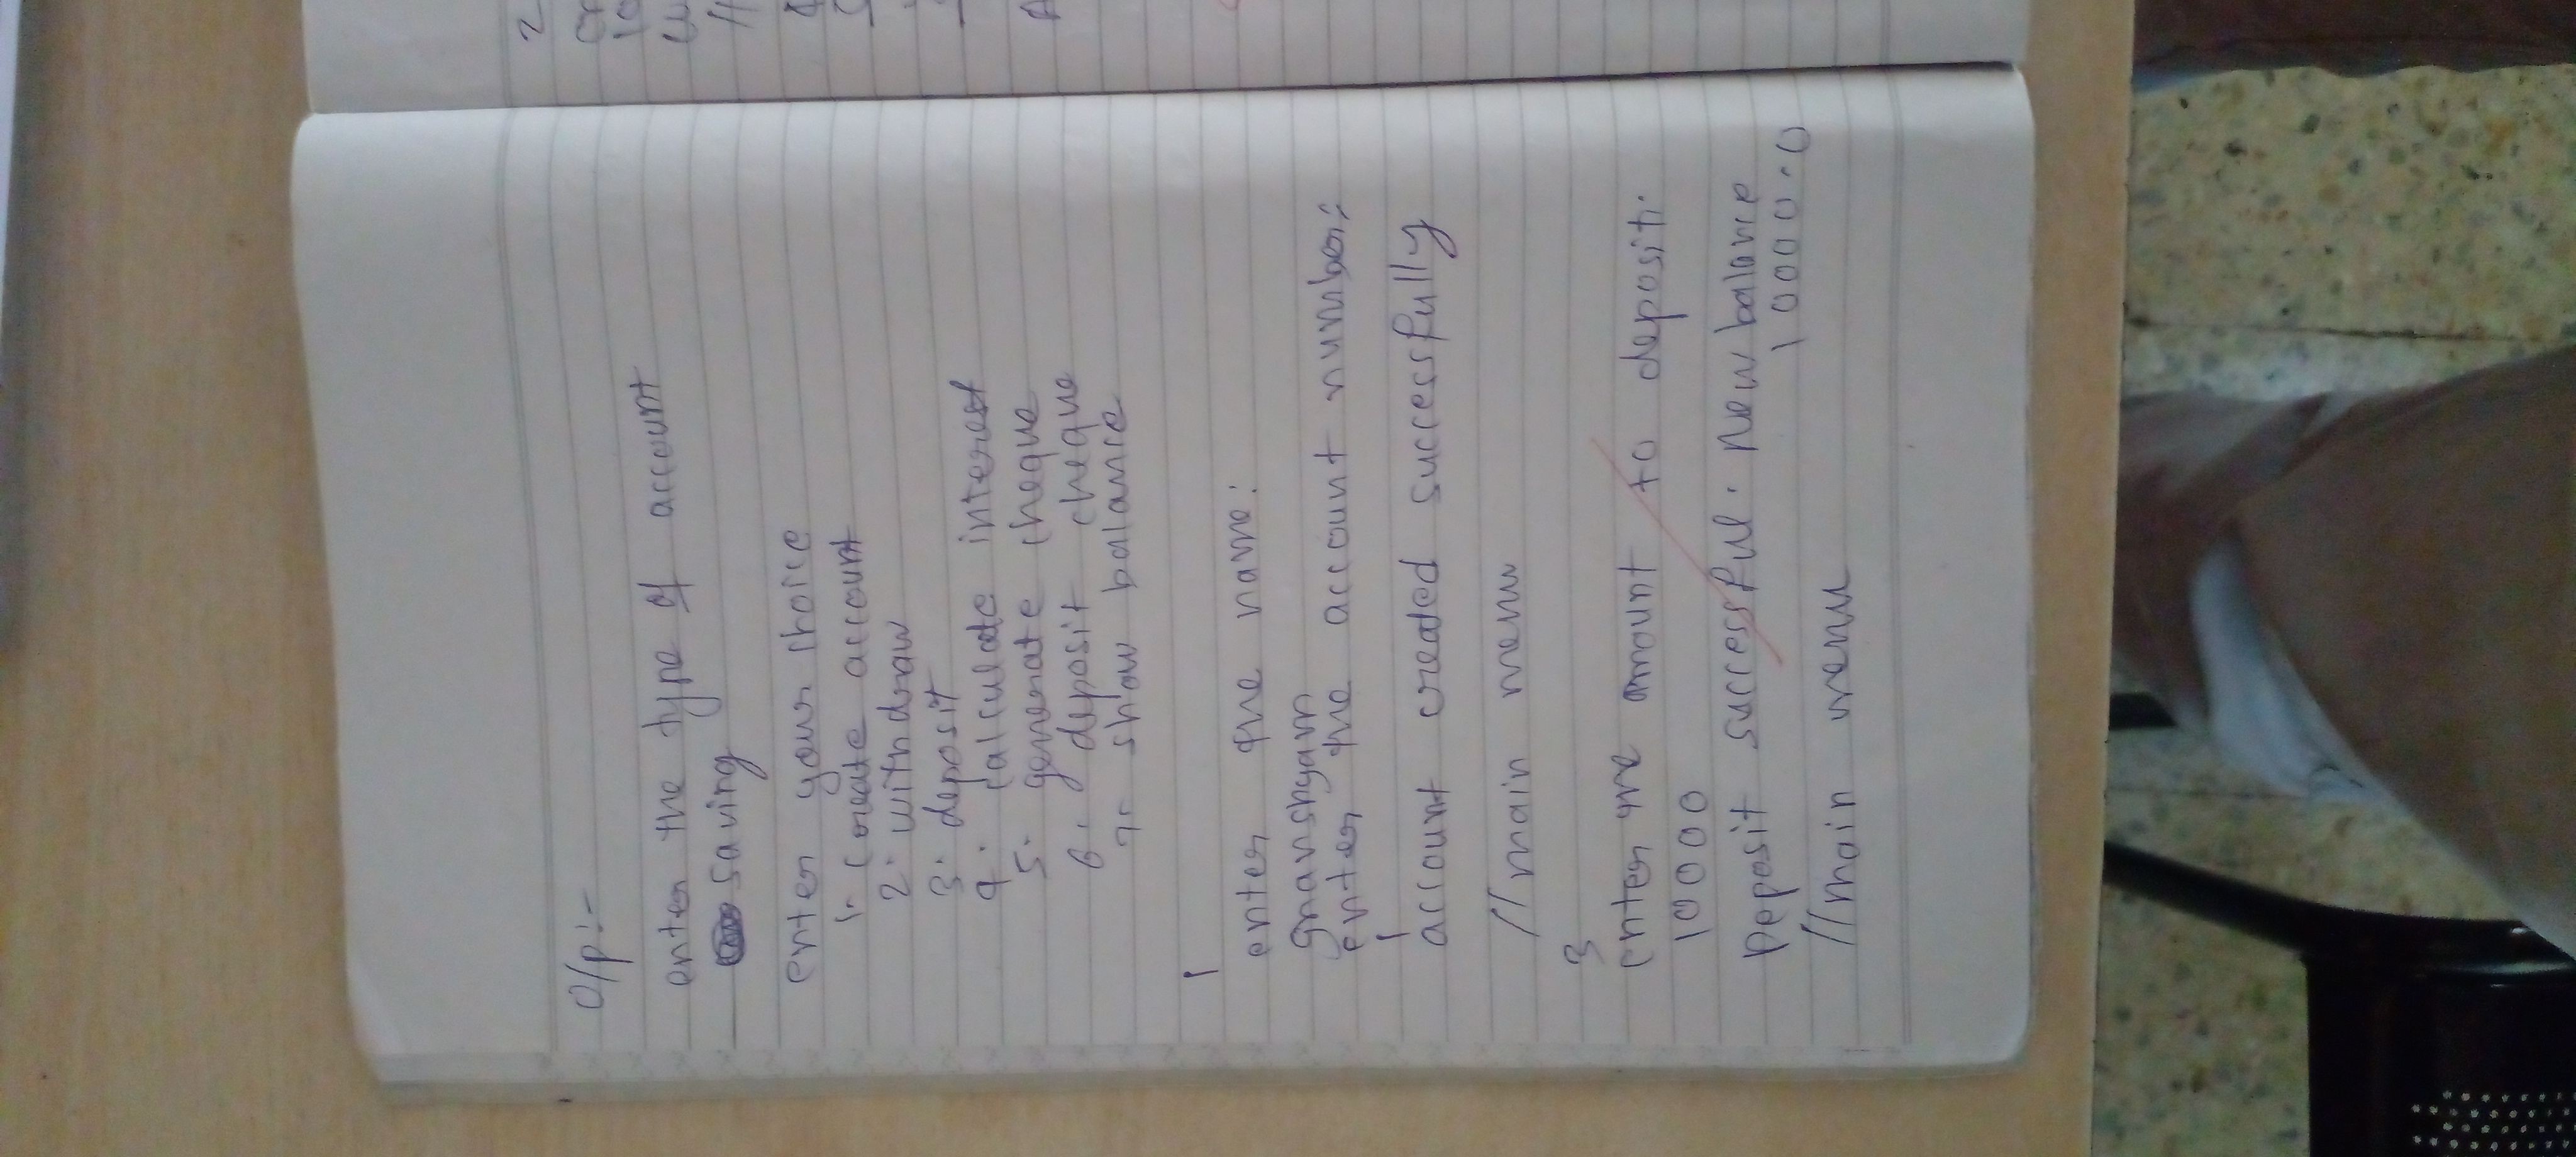 O/p:-
enter the type of account
saving
enter your choice
1. create account
2. withdraw
3. deposit
4. calculate interest
5. generate cheque
6. deposit cheque
7. show balance
1
enter the name:
gnanshyam
enter the account number:
1
account created successfully
// main menu
3
enter the amount to deposit:
10000
Deposit successful. New balance
10000.0
//main menu
2